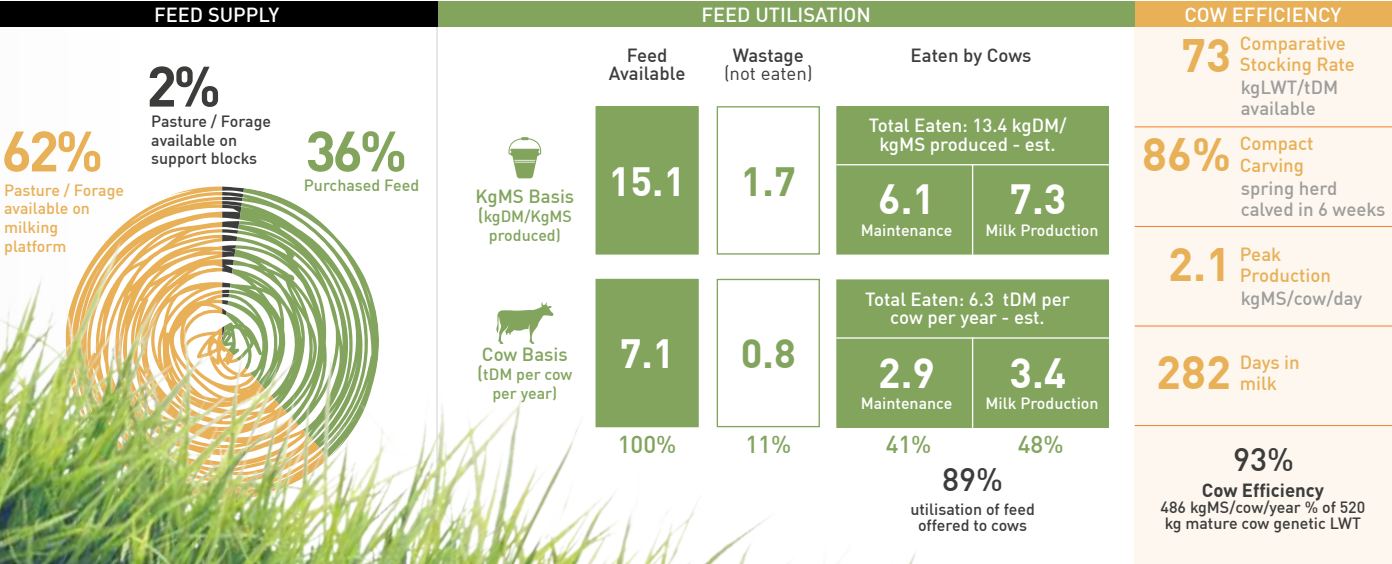 FEED SUPPLY
2%
Pasture / Forage
available on
support blocks
62%
Pasture / Forage
available on
milking
platform
36%
Purchased Feed
FEED UTILISATION
Feed
Available
Wastage
(not eaten)
Eaten by Cows
KgMS Basis
(kgDM/KgMS
produced)
15.1
1.7
Total Eaten: 13.4 kgDM/
kgMS produced - est.
6.1
Maintenance
7.3
Milk Production
Cow Basis
(tDM per cow
per year)
7.1
0.8
Total Eaten: 6.3 tDM per
cow per year - est.
2.9
Maintenance
3.4
Milk Production
100%
11%
41%
48%
89%
utilisation of feed
offered to cows
COW EFFICIENCY
73
Comparative
Stocking Rate
kgLWT/tDM
available
86%
Compact
Carving
spring herd
calved in 6 weeks
2.1
Peak
Production
kgMS/cow/day
282
Days in
milk
93%
Cow Efficiency
486 kgMS/cow/year % of 520
kg mature cow genetic LWT